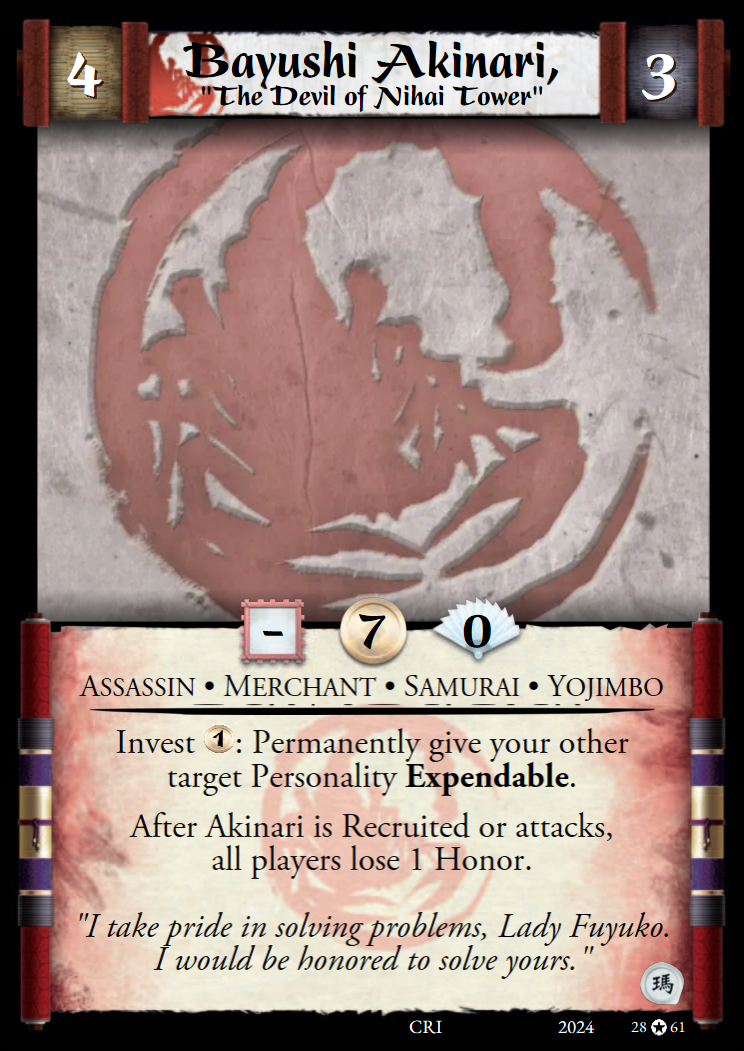 4
Bayushi Akinari,
"The Devil of Nihai Tower"
3
-
7
0
ASSASSIN • MERCHANT • SAMURAI • YOJIMBO
Invest 1: Permanently give your other
target Personality Expendable.
After Akinari is Recruited or attacks,
all players lose 1 Honor.
"I take pride in solving problems, Lady Fuyuko.
I would be honored to solve yours."
瑪
CRI
2024
28 ✪ 61